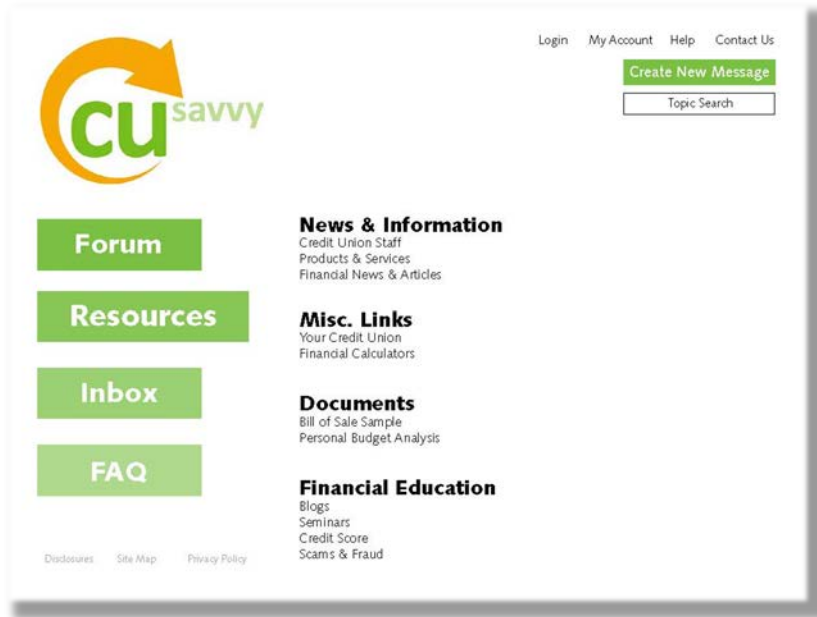 Login My Account Help Contact Us
Create New Message
Topic Search
cu savvy
Forum
Resources
Inbox
FAQ
News & Information
Credit Union Staff
Products & Services
Financial News & Articles
Misc. Links
Your Credit Union
Financial Calculators
Documents
Bill of Sale Sample
Personal Budget Analysis
Financial Education
Blogs
Seminars
Credit Score
Scams & Fraud
Disclosures Site Map Privacy Policy